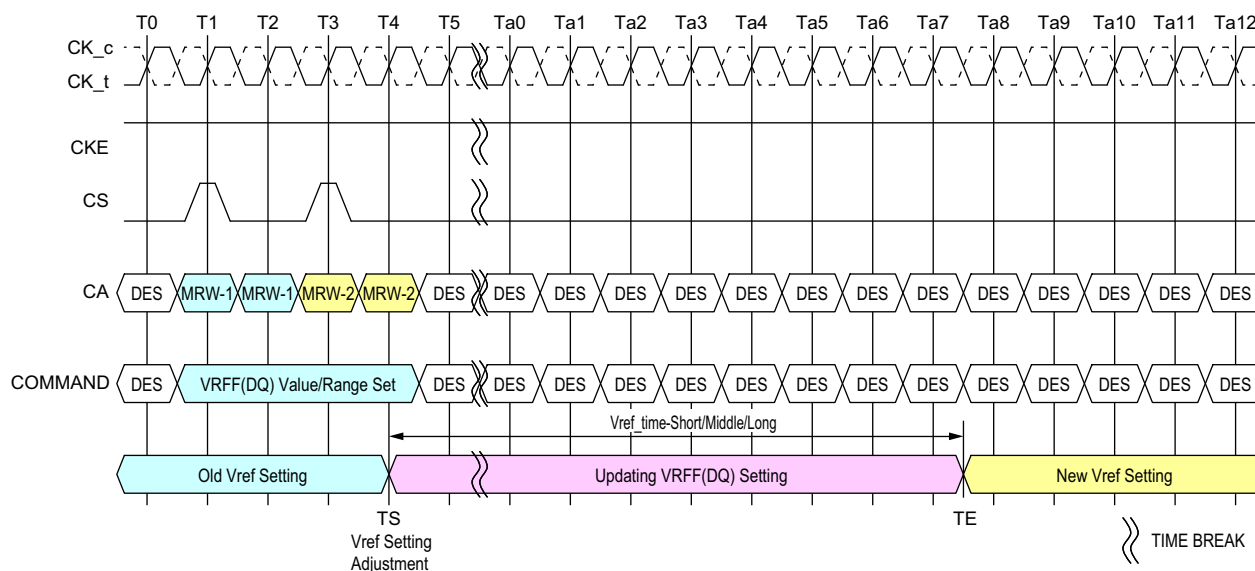 T0 T1 T2 T3 T4 T5 Ta0 Ta1 Ta2 Ta3 Ta4 Ta5 Ta6 Ta7 Ta8 Ta9 Ta10 Ta11 Ta12
CK_c
CK_t
CKE
CS
CA DES MRW-1 MRW-1 MRW-2 MRW-2 DES DES DES DES DES DES DES DES DES DES DES DES DES DES
COMMAND DES VRFF(DQ) Value/Range Set DES DES DES DES DES DES DES DES DES DES DES DES DES DES
Vref_time-Short/Middle/Long
Old Vref Setting Updating VRFF(DQ) Setting New Vref Setting
TS TE
Vref Setting
Adjustment
TIME BREAK